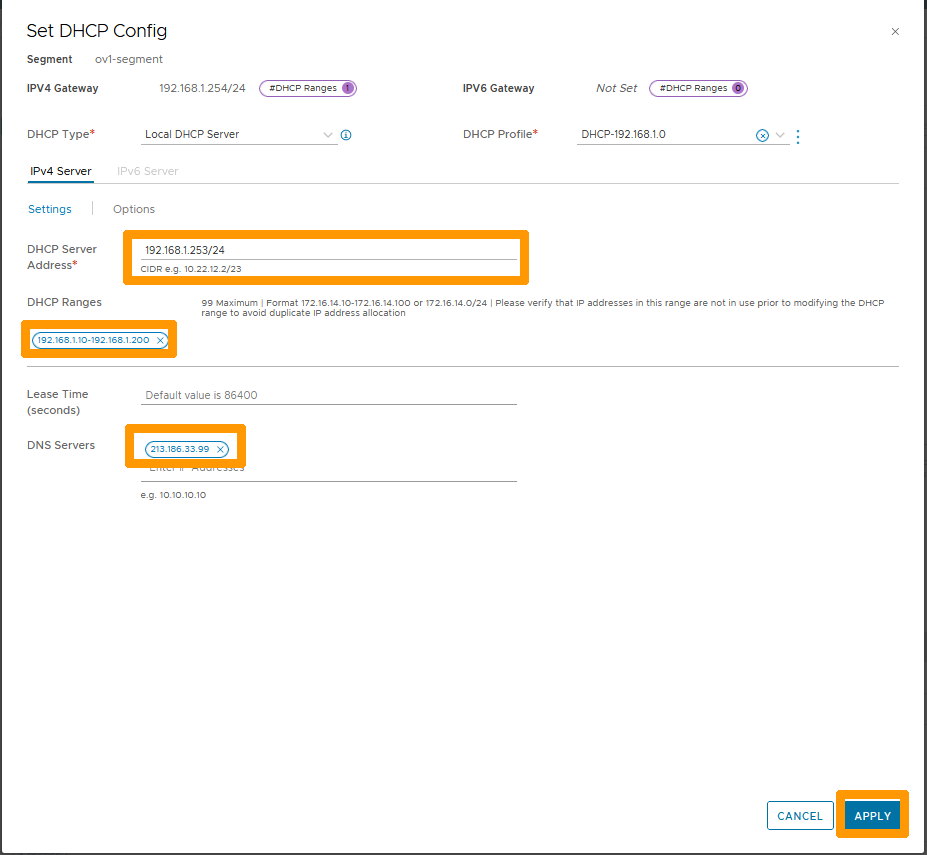 Set DHCP Config
Segment ov1-segment
IPV4 Gateway 192.168.1.254/24 #DHCP Ranges 1 IPV6 Gateway Not Set #DHCP Ranges 0
DHCP Type* Local DHCP Server DHCP Profile* DHCP-192.168.1.0
IPv4 Server IPv6 Server
Settings Options
DHCP Server
Address*
192.168.1.253/24
CIDR e.g. 10.22.12.2/23
DHCP Ranges
99 Maximum | Format 172.16.14.10-172.16.14.100 or 172.16.14.0/24 | Please verify that IP addresses in this range are not in use prior to modifying the DHCP
range to avoid duplicate IP address allocation
192.168.1.10-192.168.1.200
Lease Time
(seconds)
Default value is 86400
DNS Servers
213.186.33.99
Enter IP Addresses
e.g. 10.10.10.10
CANCEL APPLY